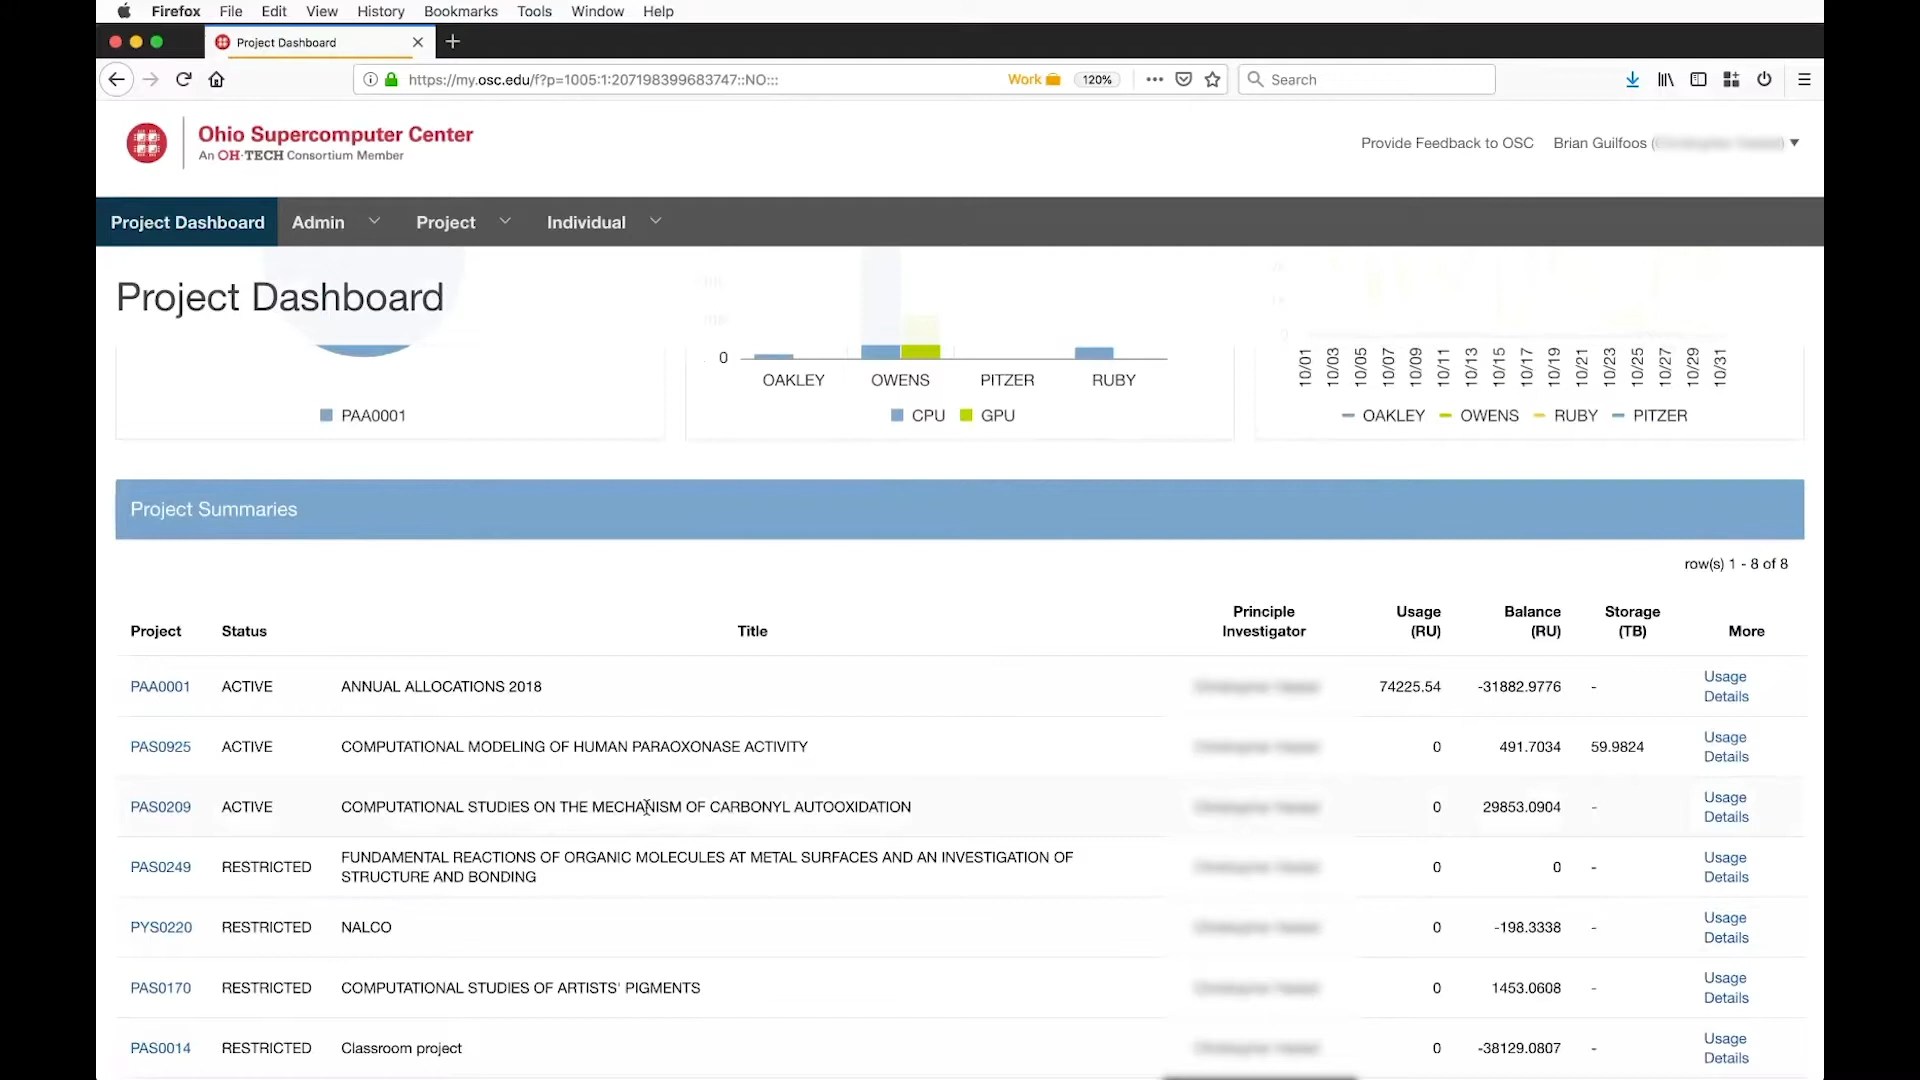 Firefox File Edit View History Bookmarks Tools Window Help
Project Dashboard
https://my.osc.edu/f?p=1005:1:207198399683747::NO:::
Work
120%
Search
Ohio Supercomputer Center
An OH·TECH Consortium Member
Provide Feedback to OSC
Brian Guilfoos (
)
Project Dashboard Admin Project Individual
Project Dashboard
PAA0001
0
OAKLEY OWENS PITZER RUBY
CPU GPU
0
10/01 10/03 10/05 10/07 10/09 10/11 10/13 10/15 10/17 10/19 10/21 10/23 10/25 10/27 10/29 10/31
OAKLEY OWENS RUBY PITZER
Project Summaries
row(s) 1 - 8 of 8
Project Status Title Principle Investigator Usage (RU) Balance (RU) Storage (TB) More
PAA0001 ACTIVE ANNUAL ALLOCATIONS 2018 74225.54 -31882.9776 - Usage
Details
PAS0925 ACTIVE COMPUTATIONAL MODELING OF HUMAN PARAOXONASE ACTIVITY 0 491.7034 59.9824 Usage
Details
PAS0209 ACTIVE COMPUTATIONAL STUDIES ON THE MECHANISM OF CARBONYL AUTOOXIDATION 0 29853.0904 - Usage
Details
PAS0249 RESTRICTED FUNDAMENTAL REACTIONS OF ORGANIC MOLECULES AT METAL SURFACES AND AN INVESTIGATION OF
STRUCTURE AND BONDING 0 0 - Usage
Details
PYS0220 RESTRICTED NALCO 0 -198.3338 - Usage
Details
PAS0170 RESTRICTED COMPUTATIONAL STUDIES OF ARTISTS' PIGMENTS 0 1453.0608 - Usage
Details
PAS0014 RESTRICTED Classroom project 0 -38129.0807 - Usage
Details